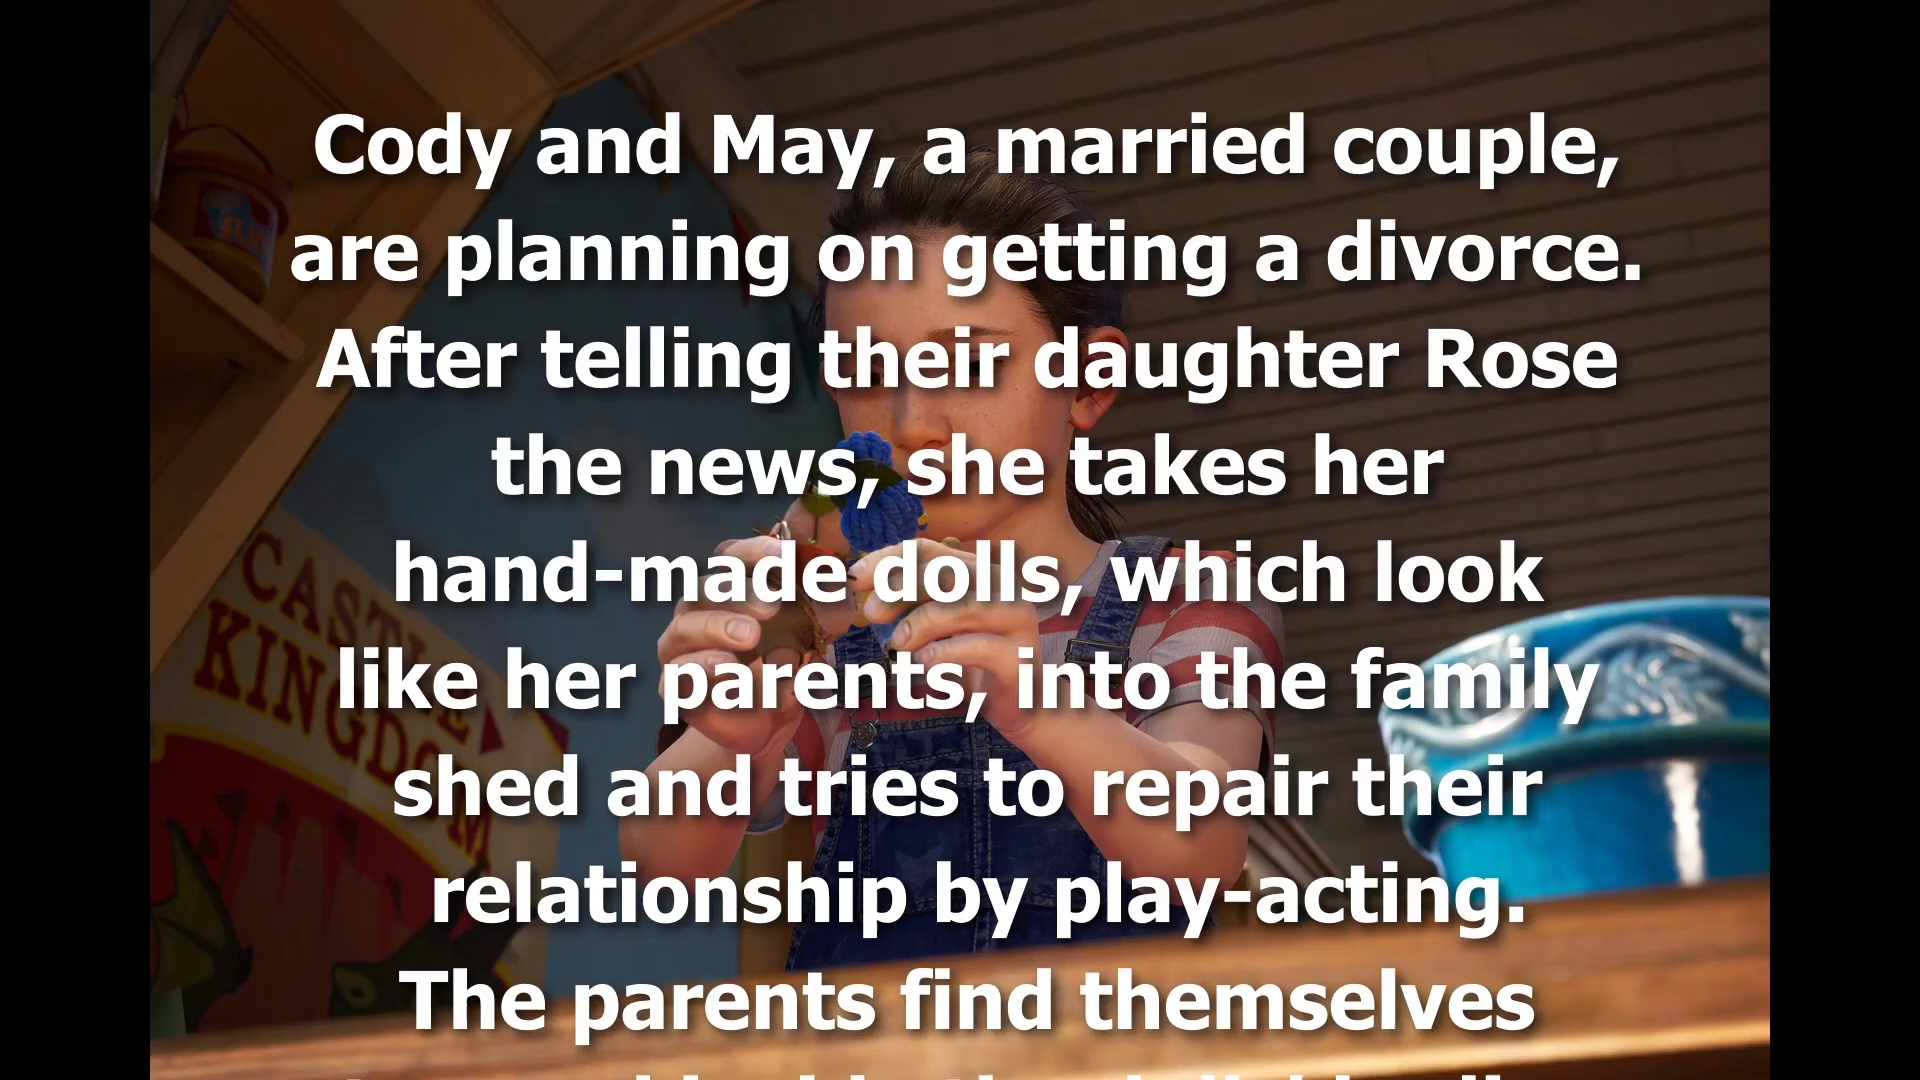 Cody and May, a married couple,
are planning on getting a divorce.
After telling their daughter Rose
the news, she takes her
hand-made dolls, which look
like her parents, into the family
shed and tries to repair their
relationship by play-acting.
The parents find themselves
CASTLE
KINGDOM